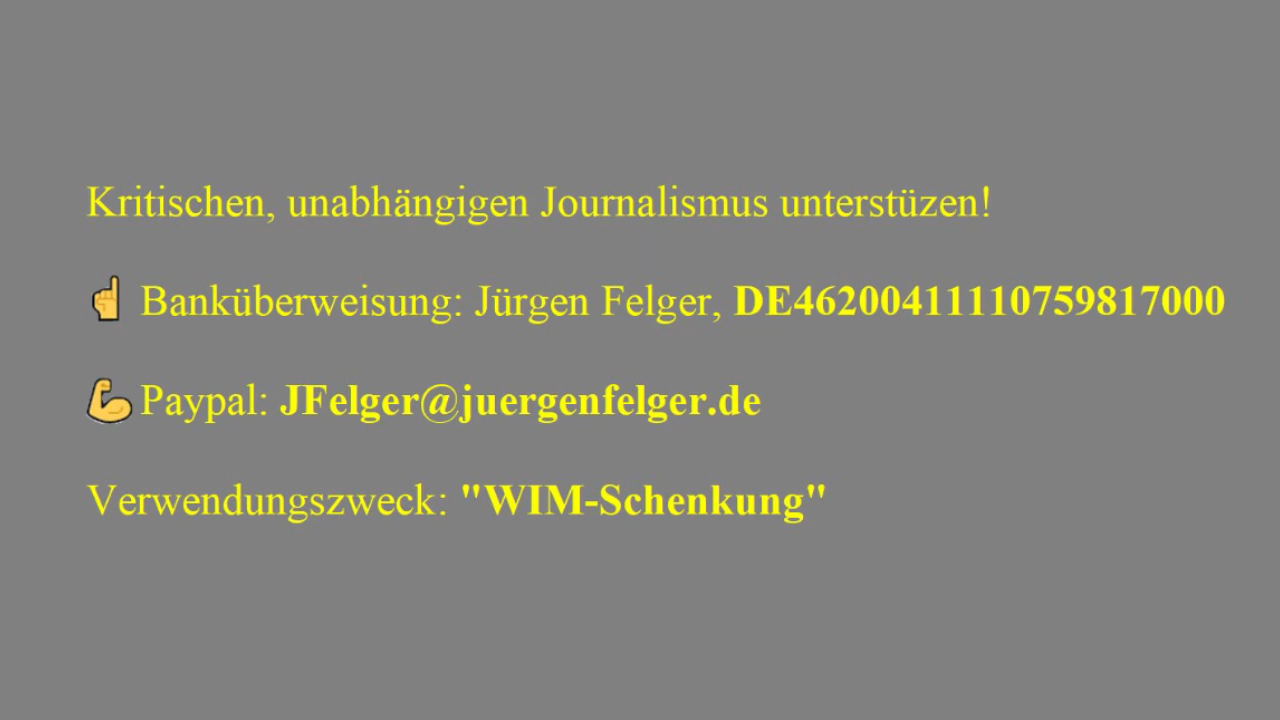 Kritischen, unabhängigen Journalismus unterstüzen!
☝ Banküberweisung: Jürgen Felger, DE46200411110759817000
💪 Paypal: JFelger@juergenfelger.de
Verwendungszweck: "WIM-Schenkung"